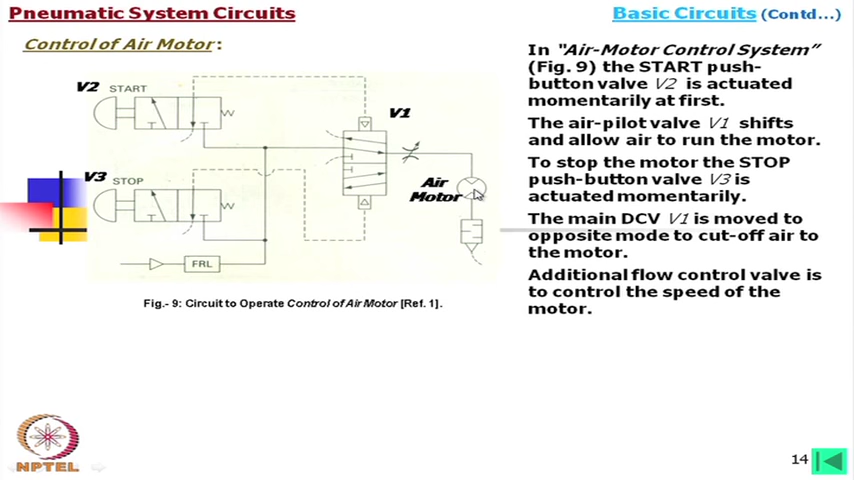 Pneumatic System Circuits
Basic Circuits (Contd...)
Control of Air Motor :
V2 START
V1
V3
STOP
Air
Motor
FRL
Fig.- 9: Circuit to Operate Control of Air Motor [Ref. 1].
In "Air-Motor Control System"
(Fig. 9) the START push-
button valve V2 is actuated
momentarily at first.
The air-pilot valve V1 shifts
and allow air to run the motor.
To stop the motor the STOP
push-button valve V3 is
actuated momentarily.
The main DCV V1 is moved to
opposite mode to cut-off air to
the motor.
Additional flow control valve is
to control the speed of the
motor.
NPTEL
14